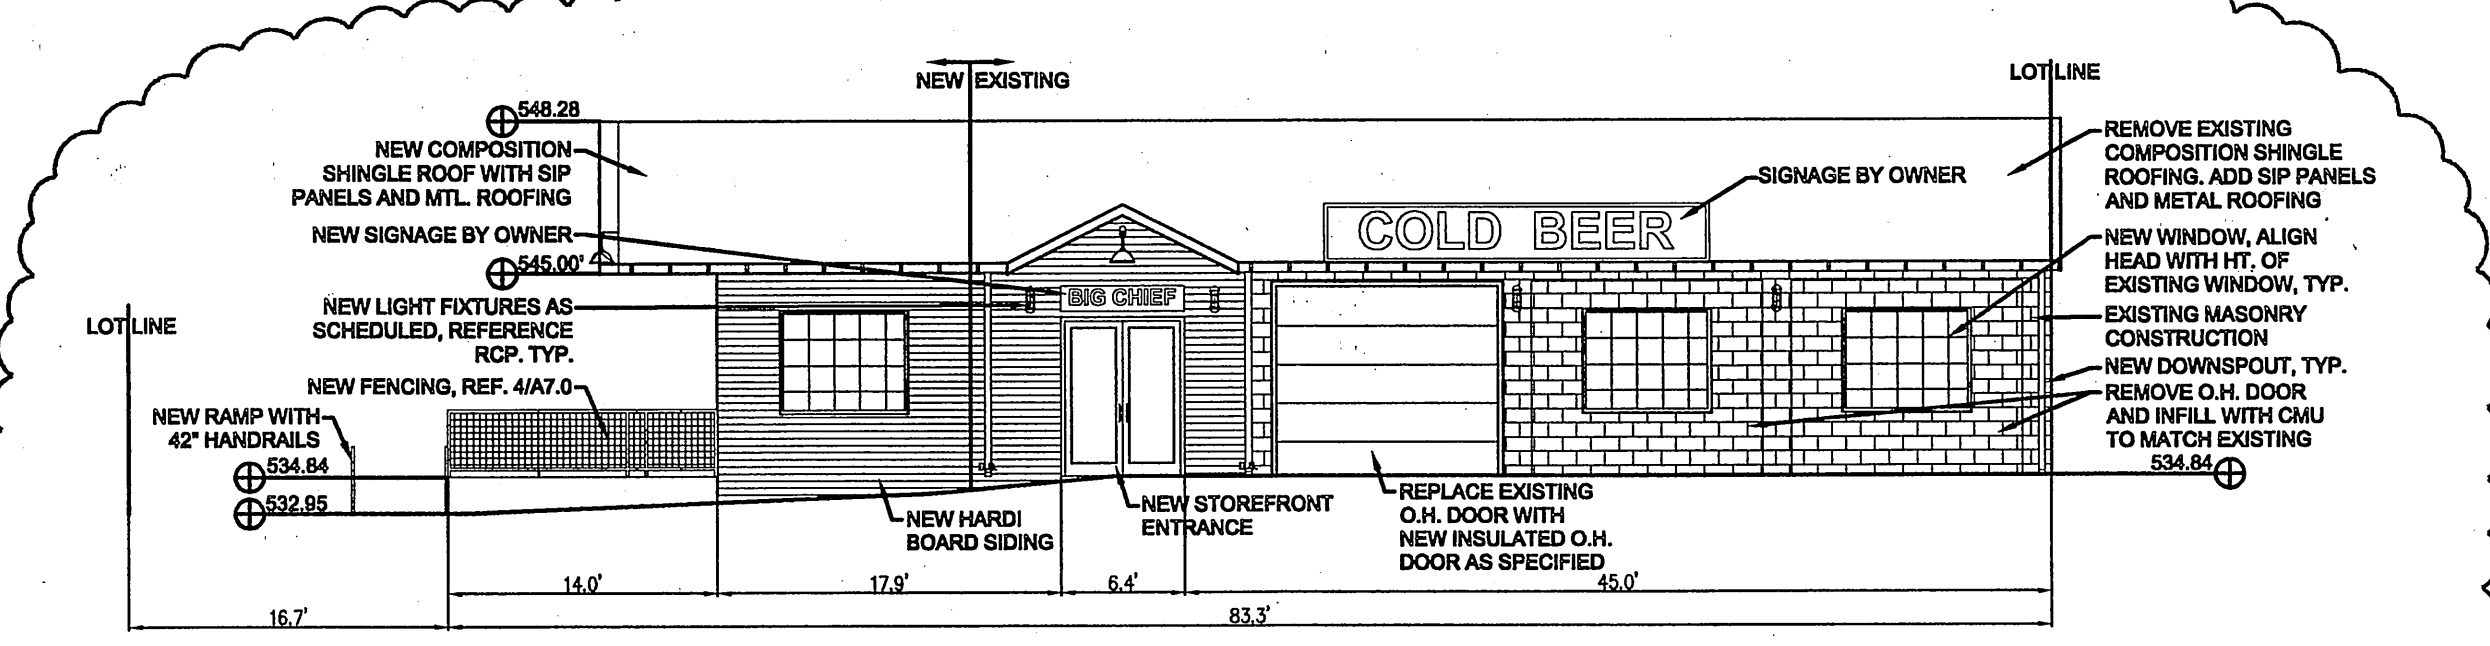 NEW EXISTING
LOT LINE
548.28
NEW COMPOSITION
SHINGLE ROOF WITH SIP
PANELS AND MTL. ROOFING
NEW SIGNAGE BY OWNER
545.00'
NEW LIGHT FIXTURES AS
SCHEDULED, REFERENCE
RCP. TYP.
NEW FENCING, REF. 4/A7.0
LOT LINE
NEW RAMP WITH
42" HANDRAILS
534.84
532.95
COLD BEER
BIG CHIEF
SIGNAGE BY OWNER
REMOVE EXISTING
COMPOSITION SHINGLE
ROOFING. ADD SIP PANELS
AND METAL ROOFING
NEW WINDOW, ALIGN
HEAD WITH HT. OF
EXISTING WINDOW, TYP.
EXISTING MASONRY
CONSTRUCTION
NEW DOWNSPOUT, TYP.
REMOVE O.H. DOOR
AND INFILL WITH CMU
TO MATCH EXISTING
534.84
NEW HARDI
BOARD SIDING
NEW STOREFRONT
ENTRANCE
REPLACE EXISTING
O.H. DOOR WITH
NEW INSULATED O.H.
DOOR AS SPECIFIED
14.0'
17.9'
6.4'
45.0'
16.7'
83.3'